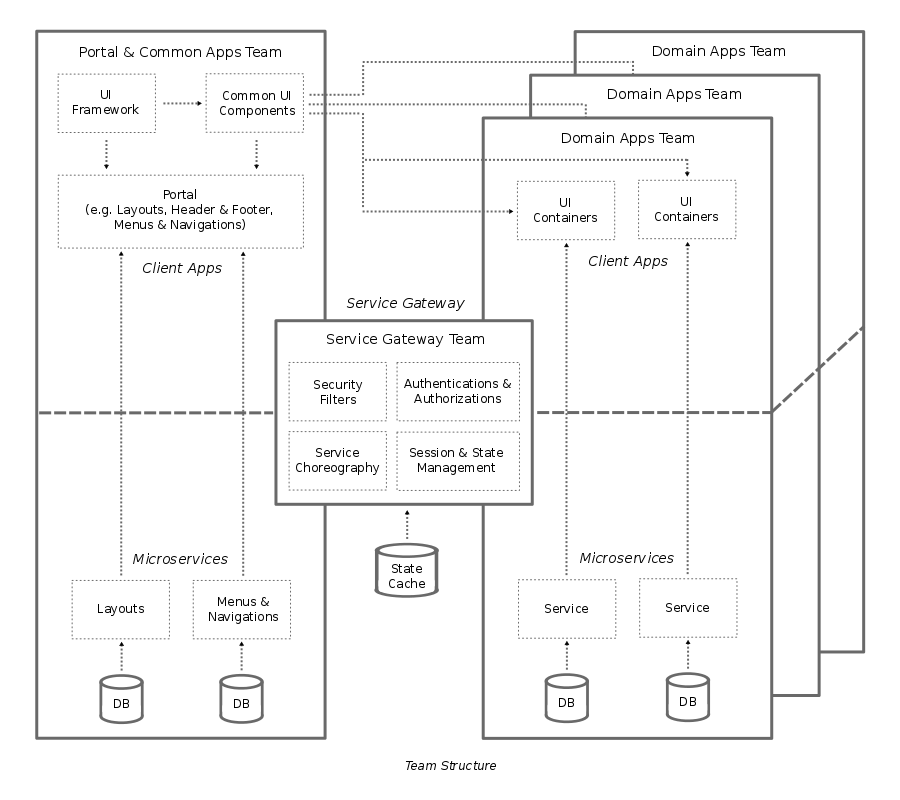 Portal & Common Apps Team
UI
Framework
Common UI
Components
Portal
(e.g. Layouts, Header & Footer,
Menus & Navigations)
Client Apps
Microservices
Layouts
Menus &
Navigations
DB
DB
Service Gateway
Service Gateway Team
Security
Filters
Authentications &
Authorizations
Service
Choreography
Session & State
Management
State
Cache
Domain Apps Team
Domain Apps Team
Domain Apps Team
UI
Containers
UI
Containers
Client Apps
Microservices
Service
Service
DB
DB
Team Structure